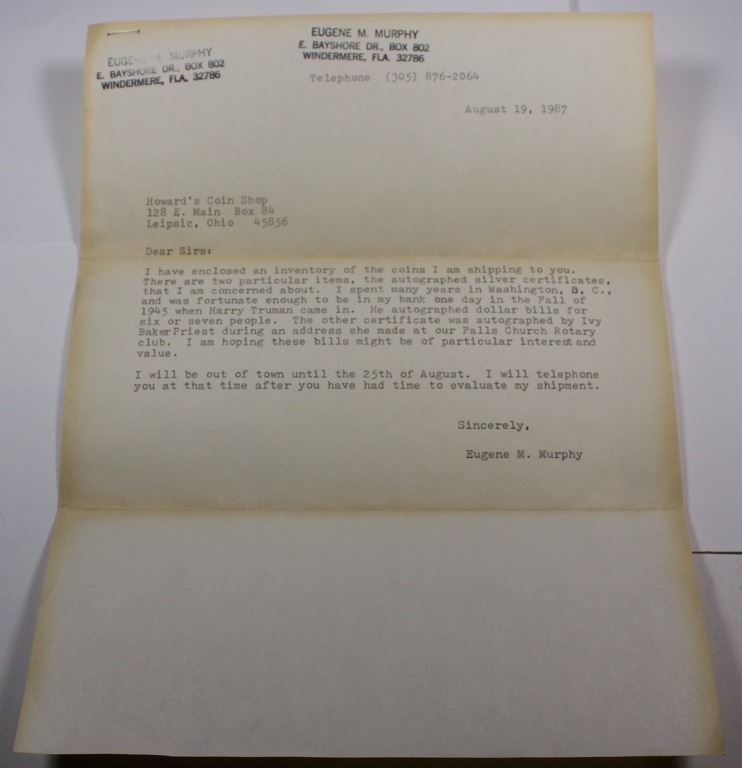 EUGENE M. MURPHY
E. BAYSHORE DR., BOX 802
WINDERMERE, FLA. 32786
EUGENE M. MURPHY
E. BAYSHORE DR., BOX 802
WINDERMERE, FLA. 32786
Telephone (305) 876-2064
August 19, 1987
Howard's Coin Shop
128 E. Main Box 84
Leipsic, Ohio 45856
Dear Sirs:
I have enclosed an inventory of the coins I am shipping to you.
There are two particular items, the autographed silver certificates,
that I am concerned about. I spent many years in Washington, D. C.,
and was fortunate enough to be in my bank one day in the Fall of
1945 when Harry Truman came in. He autographed dollar bills for
six or seven people. The other certificate was autographed by Ivy
BakerPriest during an address she made at our Falls Church Rotary
club. I am hoping these bills might be of particular interest and
value.
I will be out of town until the 25th of August. I will telephone
you at that time after you have had time to evaluate my shipment.
Sincerely,
Eugene M. Murphy